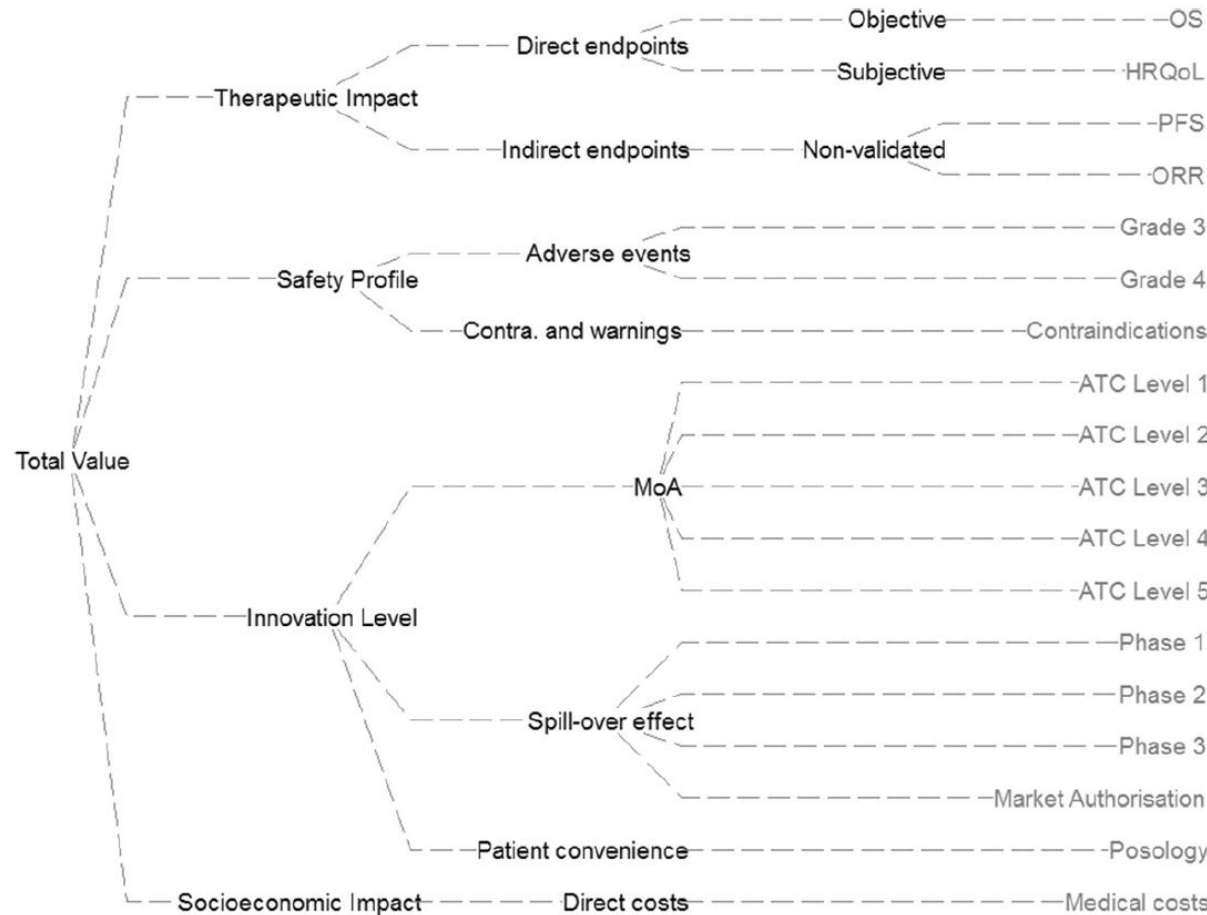 Objective
OS
Direct endpoints
Subjective
HRQoL
Therapeutic Impact
PFS
Indirect endpoints
Non-validated
ORR
Grade 3
Adverse events
Safety Profile
Grade 4
Contra. and warnings
Contraindications
ATC Level 1
ATC Level 2
Total Value
MoA
ATC Level 3
ATC Level 4
ATC Level 5
Innovation Level
Phase 1
Phase 2
Spill-over effect
Phase 3
Market Authorisation
Patient convenience
Posology
Socioeconomic Impact
Direct costs
Medical costs